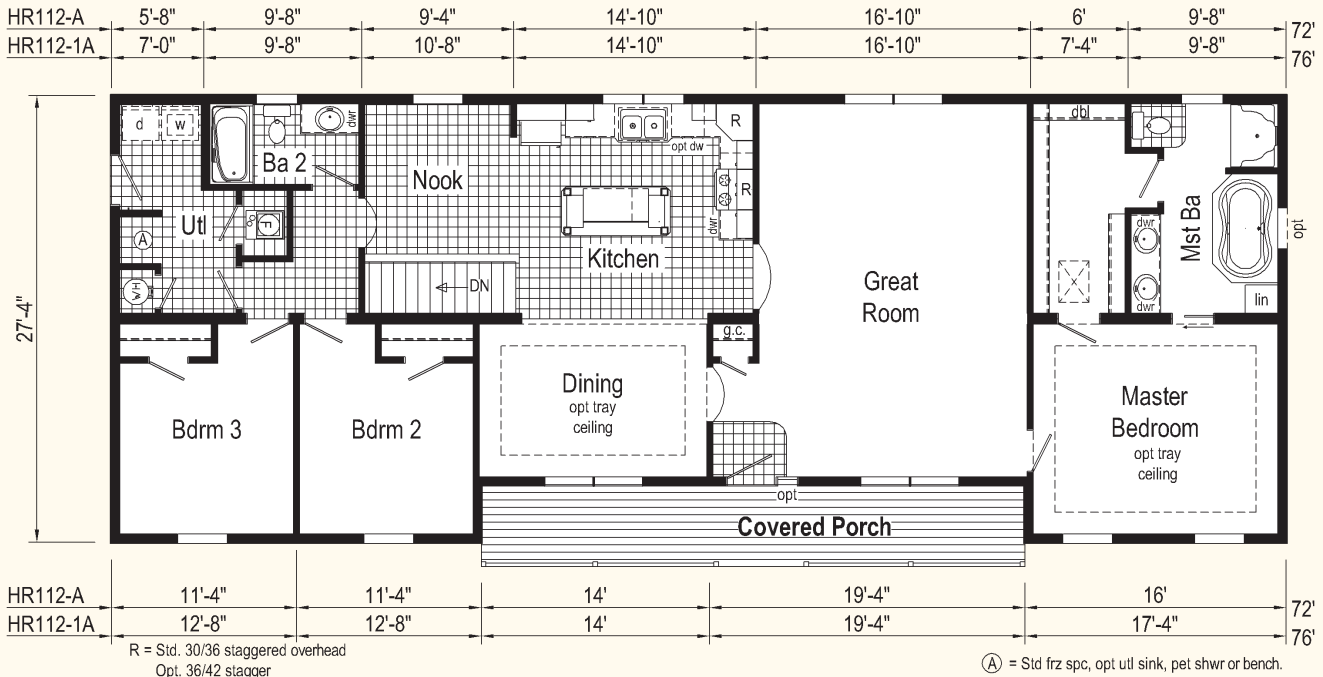 HR112-A 5'-8" 9'-8" 9'-4" 14'-10" 16'-10" 6' 9'-8" 72'
HR112-1A 7'-0" 9'-8" 10'-8" 14'-10" 16'-10" 7'-4" 9'-8" 76'
d w
dwr
Ba 2
Nook
opt dw
R
R
dwr
Kitchen
Utl
F
A
HW
DN
Great
Room
dbl
x
Mst Ba
dwr
dwr
lin
opt
27'-4"
g.c.
Dining
opt tray
ceiling
Bdrm 3
Bdrm 2
Master
Bedroom
opt tray
ceiling
opt
Covered Porch
HR112-A 11'-4" 11'-4" 14' 19'-4" 16' 72'
HR112-1A 12'-8" 12'-8" 14' 19'-4" 17'-4" 76'
R = Std. 30/36 staggered overhead
Opt. 36/42 stagger
A = Std frz spc, opt utl sink, pet shwr or bench.